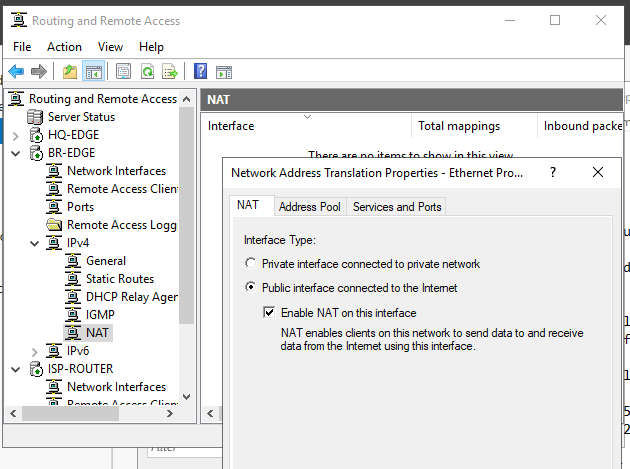 Routing and Remote Access
File Action View Help
Routing and Remote Access
Server Status
HQ-EDGE
BR-EDGE
Network Interfaces
Remote Access Clien
Ports
Remote Access Logg
IPv4
General
Static Routes
DHCP Relay Agen
IGMP
NAT
IPv6
ISP-ROUTER
Network Interfaces
Remote Access Clien
NAT
Interface Total mappings Inbound packe
There are no items to show in this view.
Network Address Translation Properties - Ethernet Pro... ?
NAT Address Pool Services and Ports
Interface Type:
Private interface connected to private network
Public interface connected to the Internet
Enable NAT on this interface
NAT enables clients on this network to send data to and receive
data from the Internet using this interface.